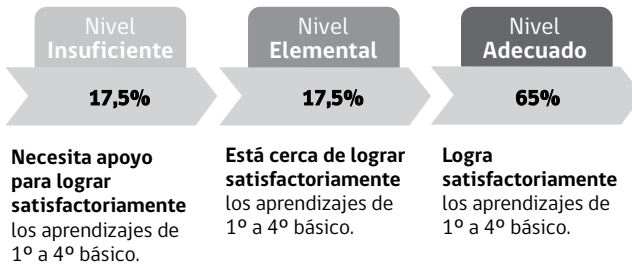 Nivel
Insuficiente
17,5%
Necesita apoyo
para lograr
satisfactoriamente
los aprendizajes de
1º a 4º básico.
Nivel
Elemental
17,5%
Está cerca de lograr
satisfactoriamente
los aprendizajes de
1º a 4º básico.
Nivel
Adecuado
65%
Logra
satisfactoriamente
los aprendizajes de
1º a 4º básico.